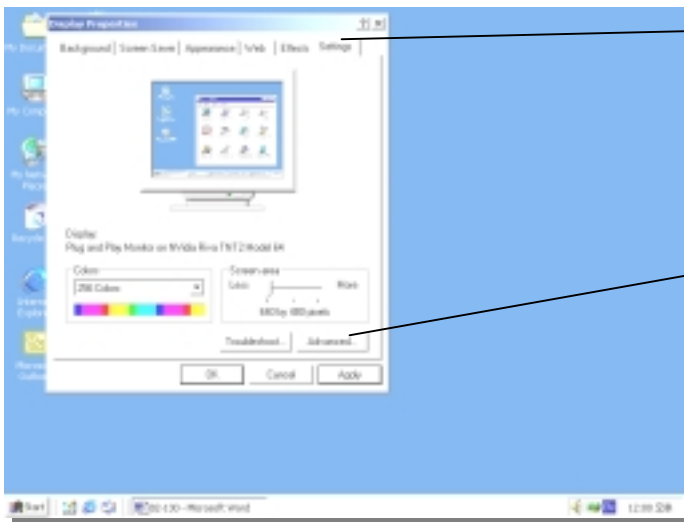 Display Properties
Background Screen Saver Appearance Web Effects Settings
Display:
Plug and Play Monitor on NVidia Riva TNT2 Model 64
Colors
Screen area
256 Colors
Less
More
640 by 480 pixels
Troubleshoot...
Advanced...
OK
Cancel
Apply
Start
Microsoft Word